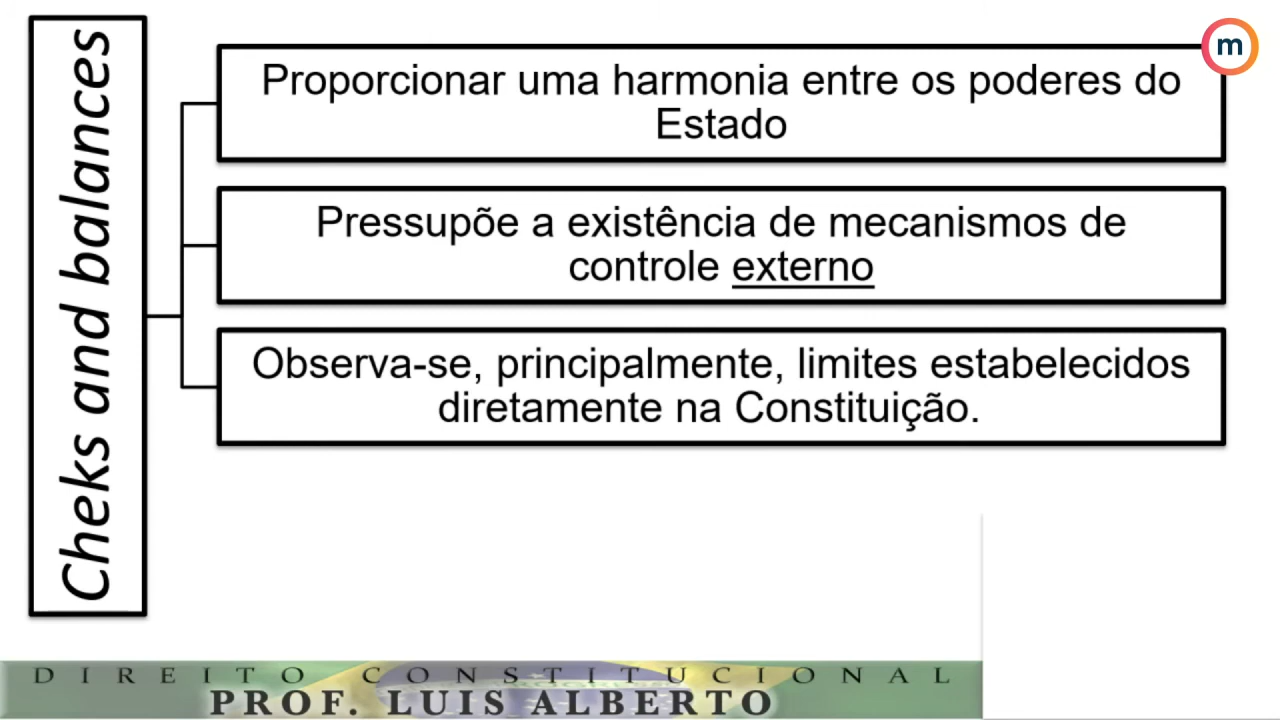 Cheks and balances
m
Proporcionar uma harmonia entre os poderes do
Estado
Pressupõe a existência de mecanismos de
controle externo
Observa-se, principalmente, limites estabelecidos
diretamente na Constituição.
DIREITO CONSTITUCIONAL
PROF. LUIS ALBERTO